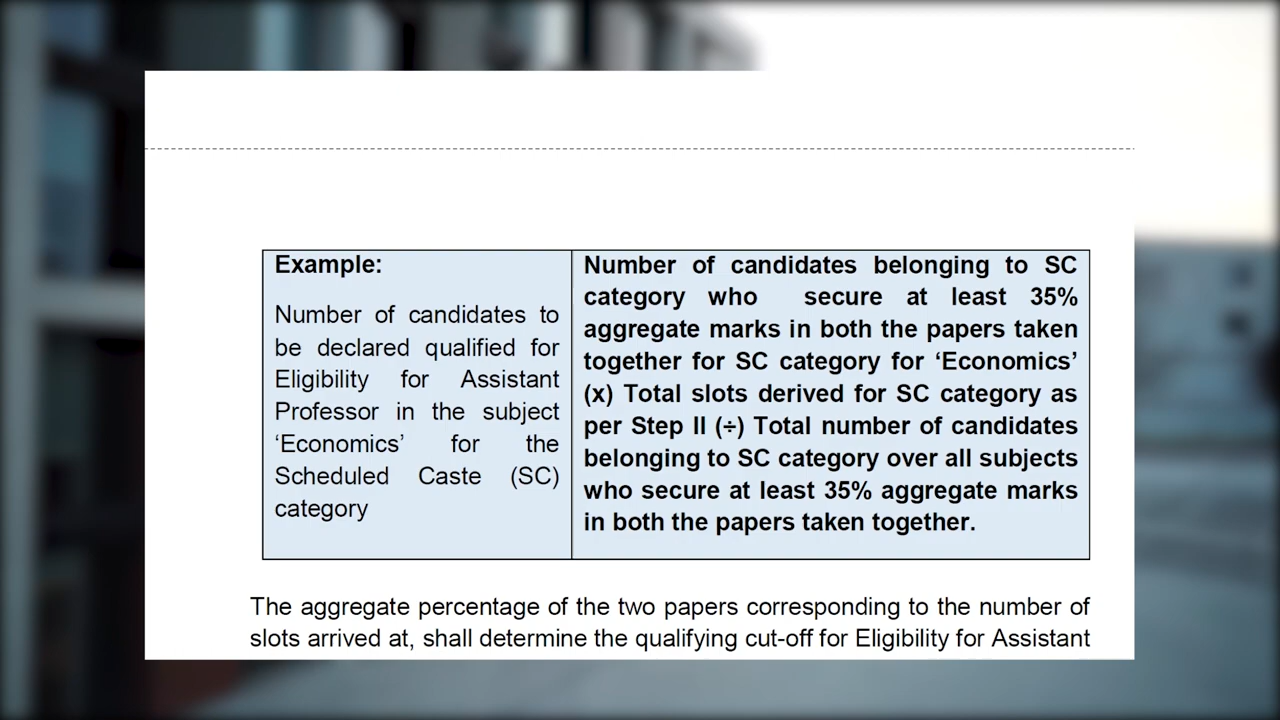 Example:
Number of candidates to
be declared qualified for
Eligibility for Assistant
Professor in the subject
‘Economics’ for the
Scheduled Caste (SC)
category
Number of candidates belonging to SC
category who secure at least 35%
aggregate marks in both the papers taken
together for SC category for ‘Economics’
(x) Total slots derived for SC category as
per Step II (÷) Total number of candidates
belonging to SC category over all subjects
who secure at least 35% aggregate marks
in both the papers taken together.
The aggregate percentage of the two papers corresponding to the number of
slots arrived at, shall determine the qualifying cut-off for Eligibility for Assistant